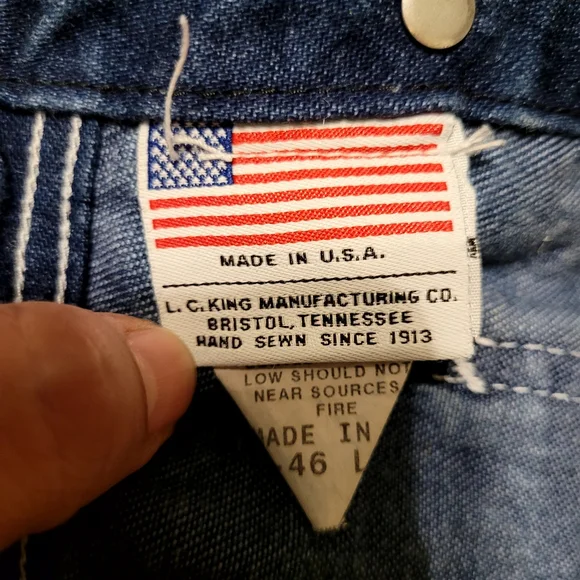 MADE IN U.S.A.
L.C.KING MANUFACTURING CO.
BRISTOL, TENNESSEE
HAND SEWN SINCE 1913
LOW SHOULD NOT
NEAR SOURCES
FIRE
MADE IN
46 L